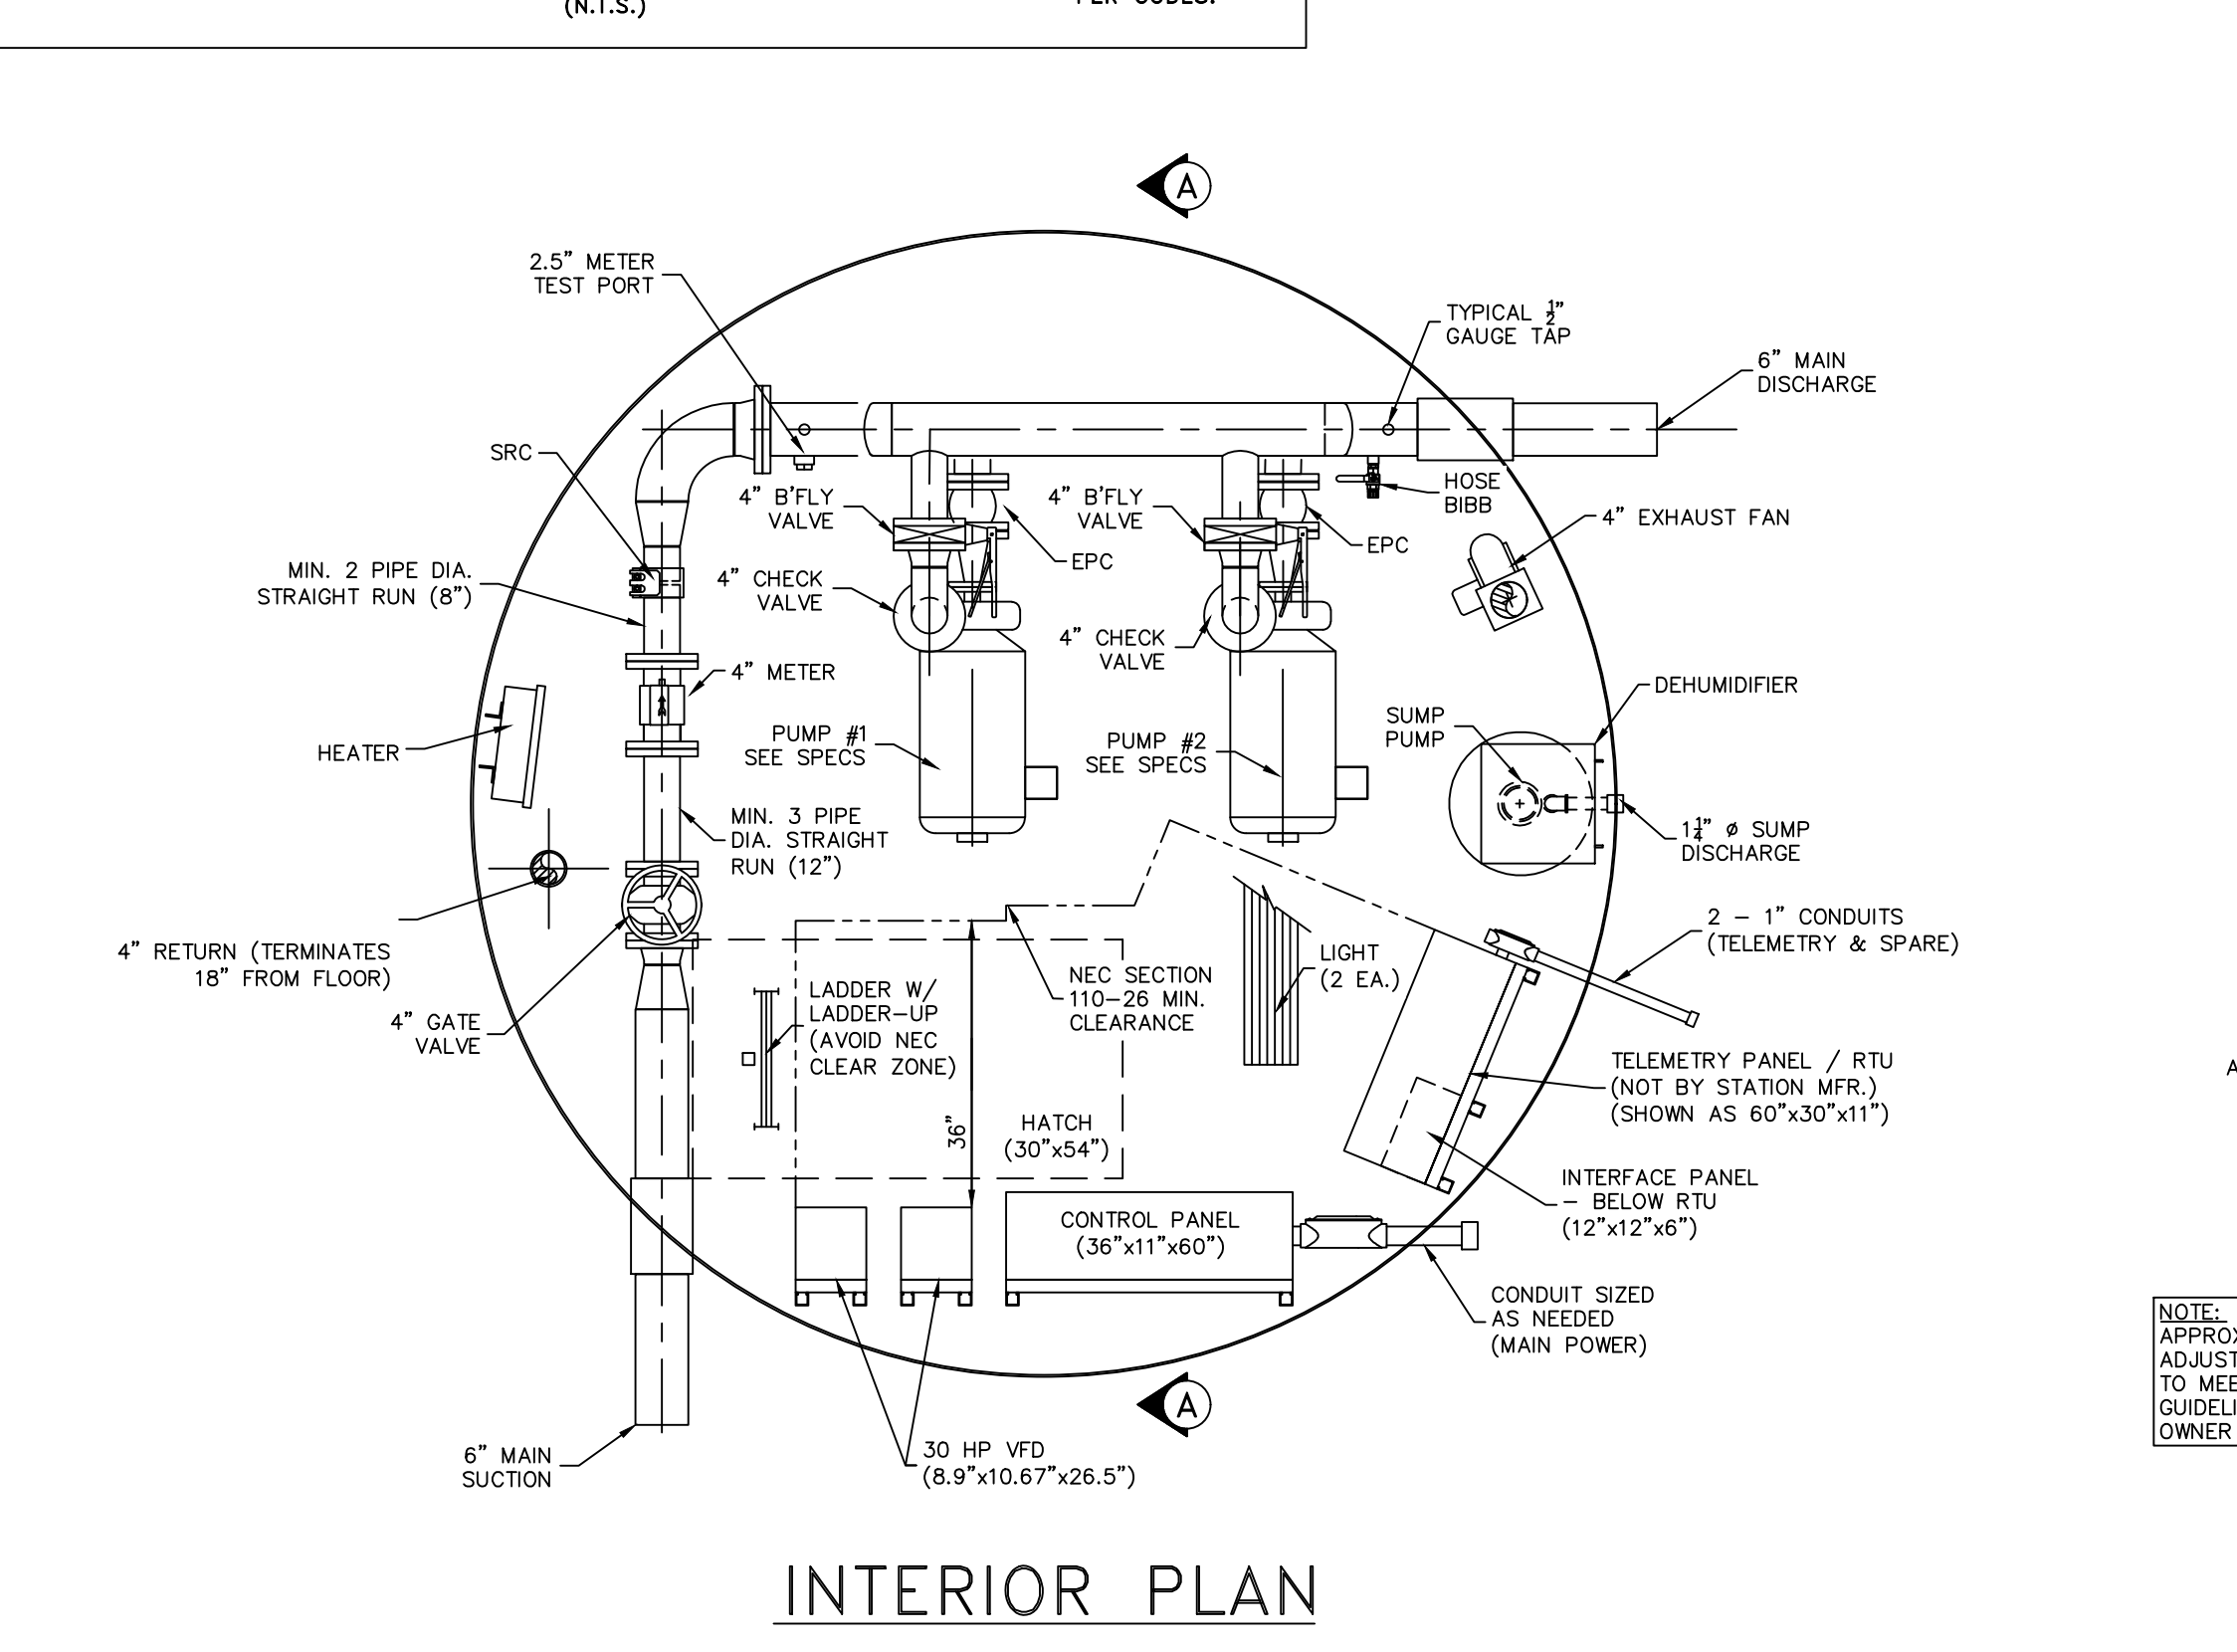 (N.T.S.)
PER CODES.
A
2.5" METER
TEST PORT
TYPICAL ½"
GAUGE TAP
6" MAIN
DISCHARGE
SRC
4" B'FLY
VALVE
4" B'FLY
VALVE
HOSE
BIBB
4" EXHAUST FAN
EPC
EPC
MIN. 2 PIPE DIA.
STRAIGHT RUN (8")
4" CHECK
VALVE
4" CHECK
VALVE
4" METER
DEHUMIDIFIER
SUMP
PUMP
HEATER
PUMP #1
SEE SPECS
PUMP #2
SEE SPECS
MIN. 3 PIPE
DIA. STRAIGHT
RUN (12")
1¼" ø SUMP
DISCHARGE
4" RETURN (TERMINATES
18" FROM FLOOR)
2 - 1" CONDUITS
(TELEMETRY & SPARE)
LIGHT
(2 EA.)
NEC SECTION
110-26 MIN.
CLEARANCE
LADDER W/
LADDER-UP
(AVOID NEC
CLEAR ZONE)
4" GATE
VALVE
36"
HATCH
(30"x54")
TELEMETRY PANEL / RTU
(NOT BY STATION MFR.)
(SHOWN AS 60"x30"x11")
INTERFACE PANEL
- BELOW RTU
(12"x12"x6")
CONTROL PANEL
(36"x11"x60")
CONDUIT SIZED
AS NEEDED
(MAIN POWER)
A
6" MAIN
SUCTION
30 HP VFD
(8.9"x10.67"x26.5")
A
NOTE:
APPROX
ADJUST
TO MEE
GUIDELI
OWNER
INTERIOR PLAN